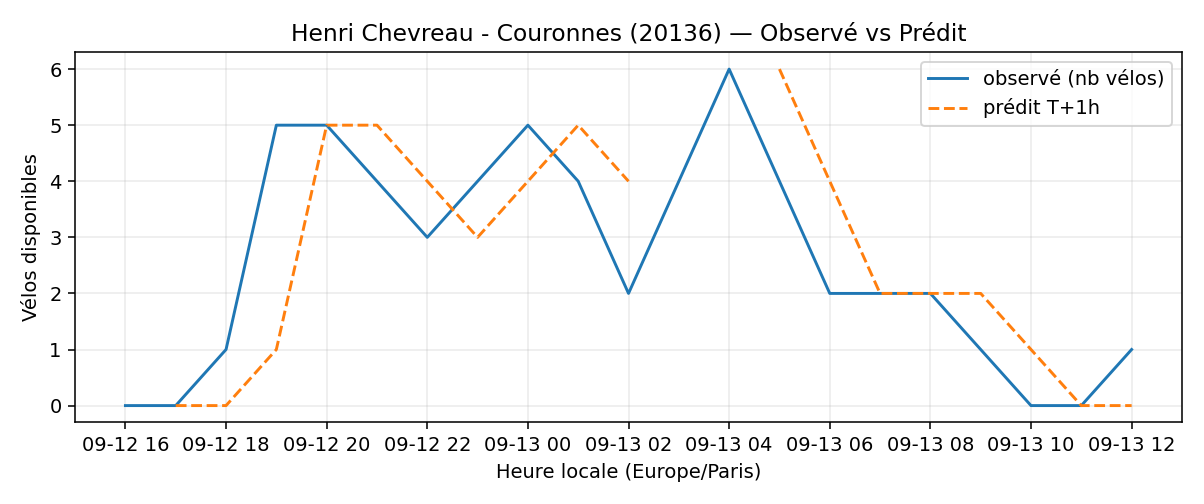 Henri Chevreau - Couronnes (20136) — Observé vs Prédit
observé (nb vélos)
prédit T+1h
Vélos disponibles
6
5
4
3
2
1
0
09-12 16 09-12 18 09-12 20 09-12 22 09-13 00 09-13 02 09-13 04 09-13 06 09-13 08 09-13 10 09-13 12
Heure locale (Europe/Paris)